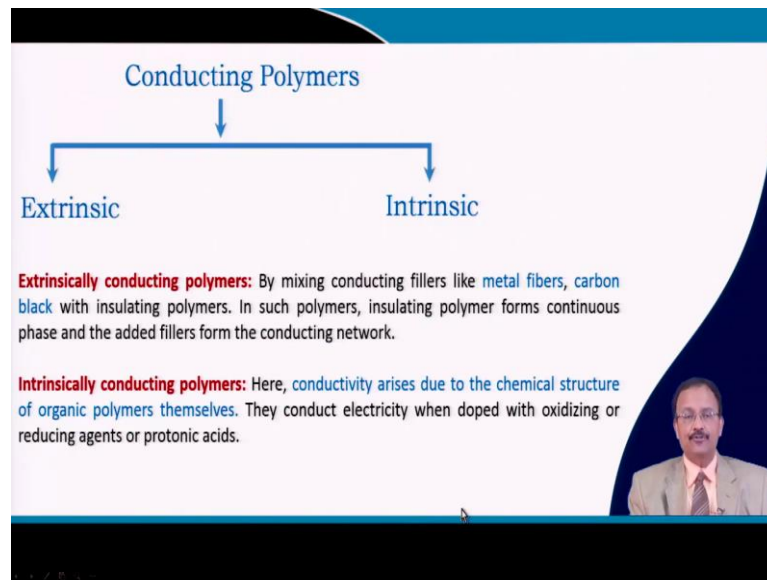 Conducting Polymers
Extrinsic
Intrinsic
Extrinsically conducting polymers: By mixing conducting fillers like metal fibers, carbon
black with insulating polymers. In such polymers, insulating polymer forms continuous
phase and the added fillers form the conducting network.
Intrinsically conducting polymers: Here, conductivity arises due to the chemical structure
of organic polymers themselves. They conduct electricity when doped with oxidizing or
reducing agents or protonic acids.